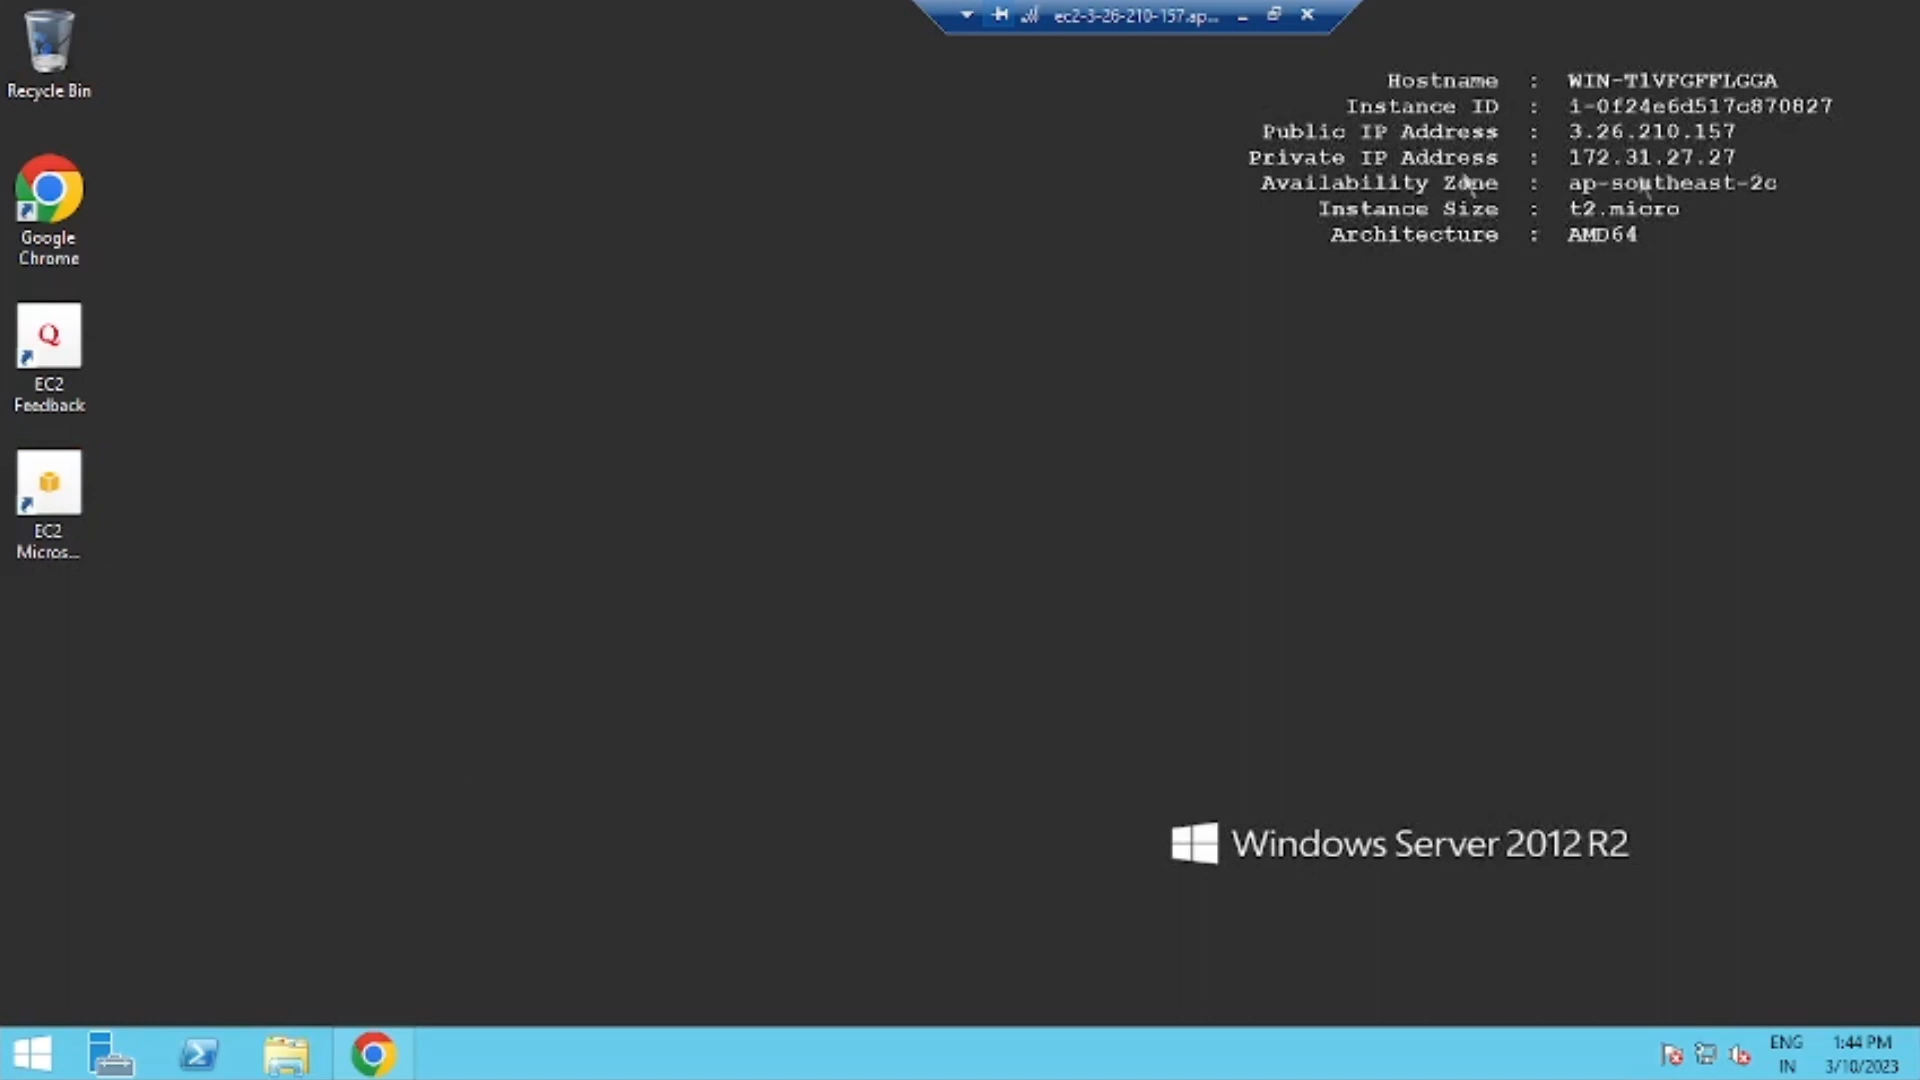 ec2-3-26-210-157.ap...
Recycle Bin
Google
Chrome
EC2
Feedback
EC2
Micros...
Hostname : WIN-T1VFGFFLGGA
Instance ID : i-0f24e6d517c870827
Public IP Address : 3.26.210.157
Private IP Address : 172.31.27.27
Availability Zone : ap-southeast-2c
Instance Size : t2.micro
Architecture : AMD64
Windows Server 2012 R2
ENG
IN
1:44 PM
3/10/2023